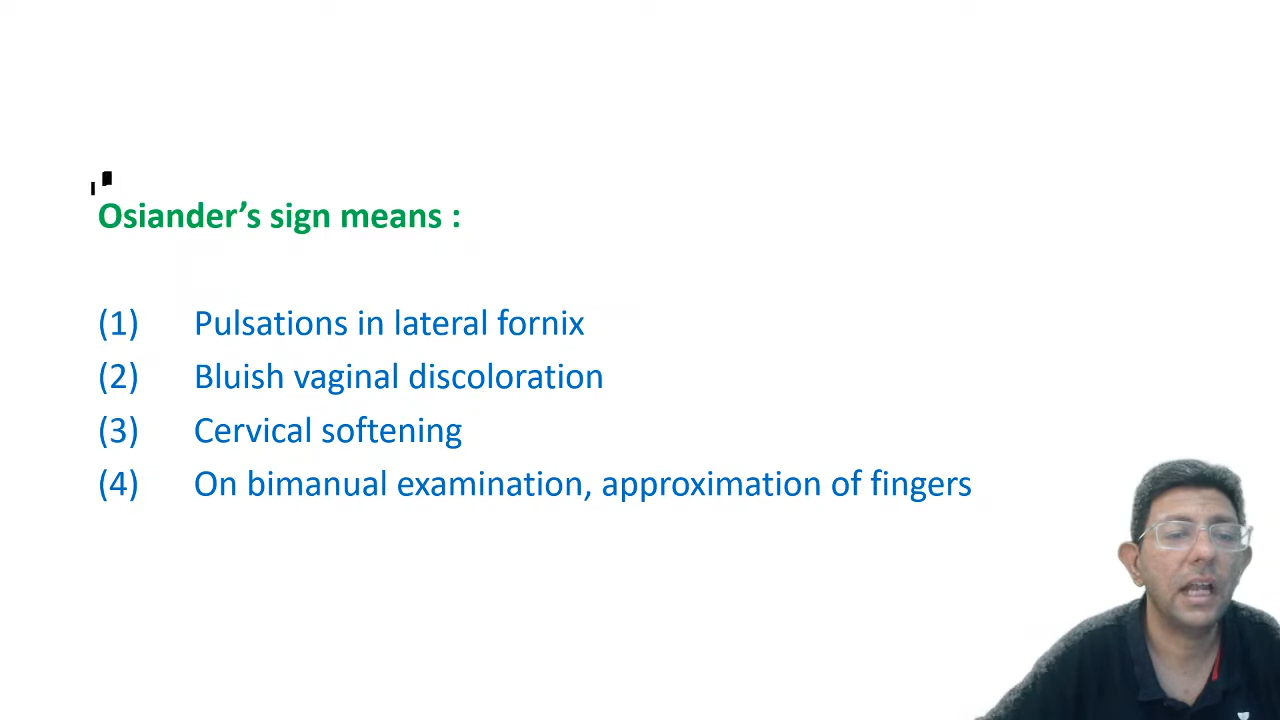 Osiander’s sign means :
(1) Pulsations in lateral fornix
(2) Bluish vaginal discoloration
(3) Cervical softening
(4) On bimanual examination, approximation of fingers